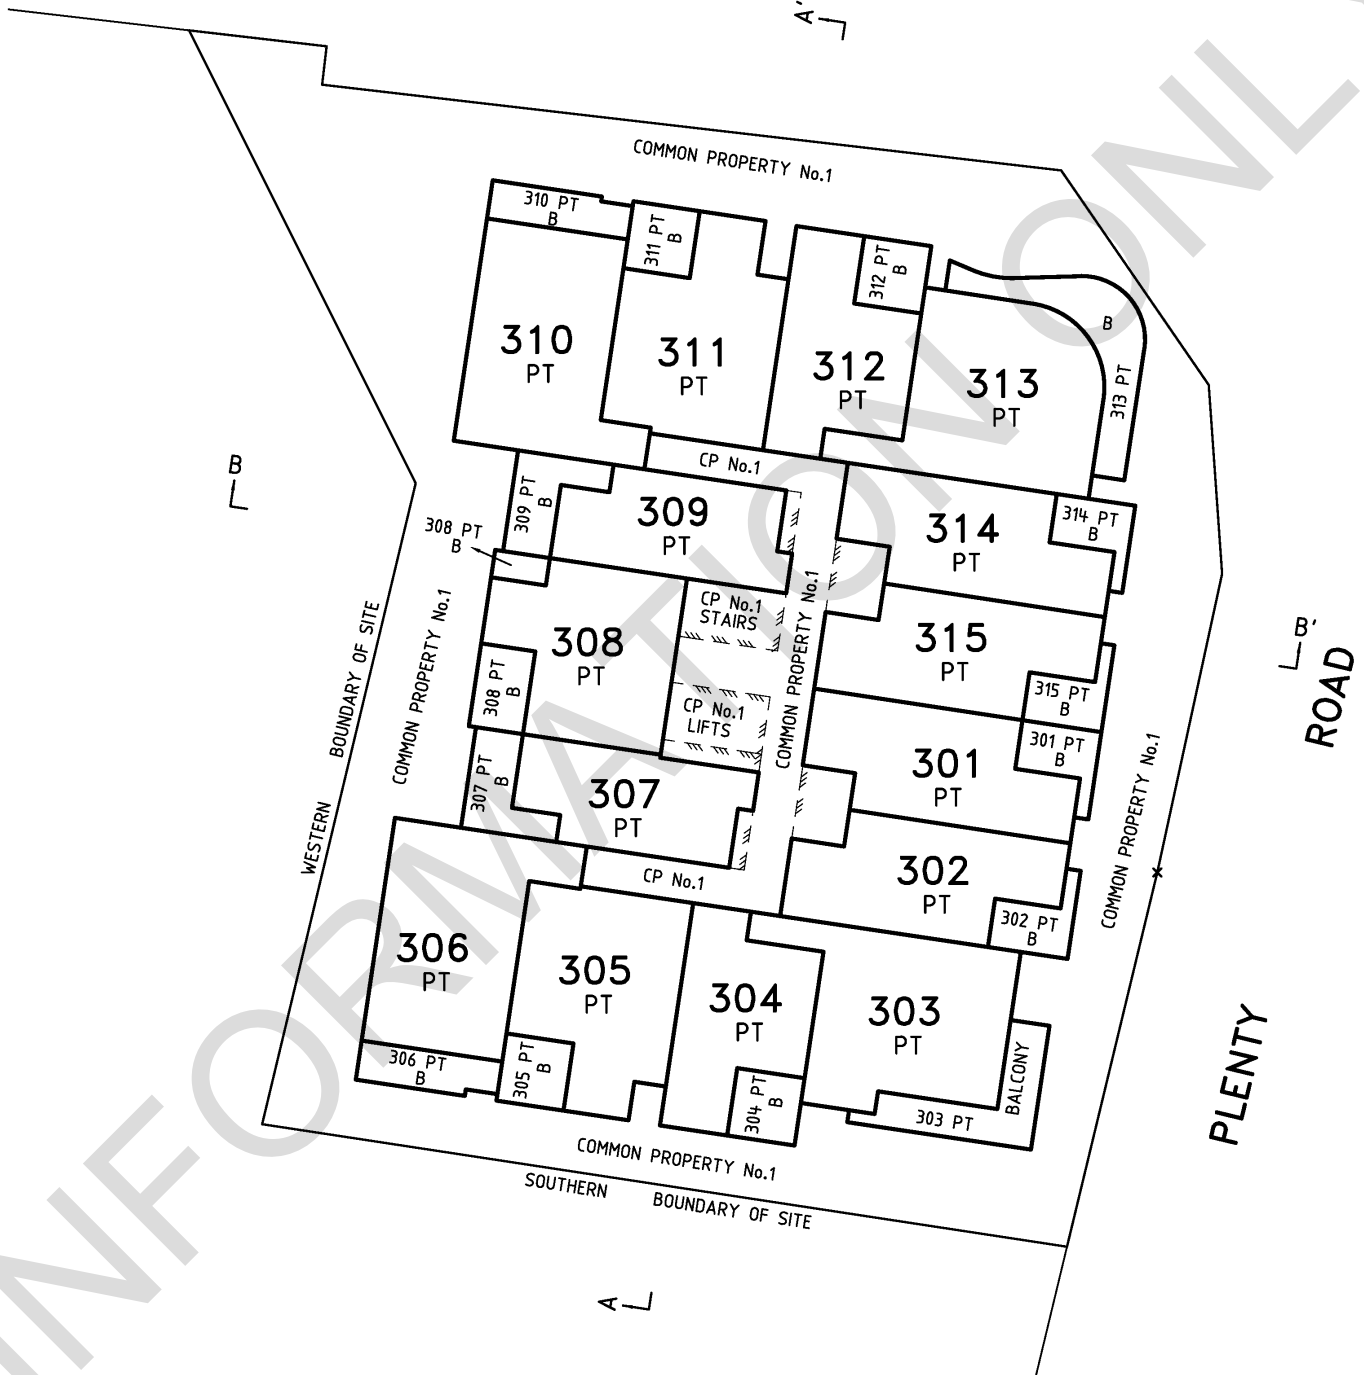 A'
COMMON PROPERTY No.1
310 PT
B
311 PT
B
312 PT
B
B
313 PT
310
PT
311
PT
312
PT
313
PT
CP No.1
B
309 PT
B
309
PT
314
PT
314 PT
B
308 PT
B
CP No.1
STAIRS
COMMON PROPERTY No.1
308
PT
308 PT
B
315
PT
315 PT
B
B'
WESTERN BOUNDARY OF SITE
COMMON PROPERTY No.1
CP No.1
LIFTS
301
PT
301 PT
B
307 PT
B
307
PT
COMMON PROPERTY No.1
PLENTY ROAD
CP No.1
302
PT
302 PT
B
306
PT
305
PT
304
PT
303
PT
306 PT
B
305 PT
B
304 PT
B
303 PT
BALCONY
COMMON PROPERTY No.1
SOUTHERN BOUNDARY OF SITE
A
INFORMATION ONL